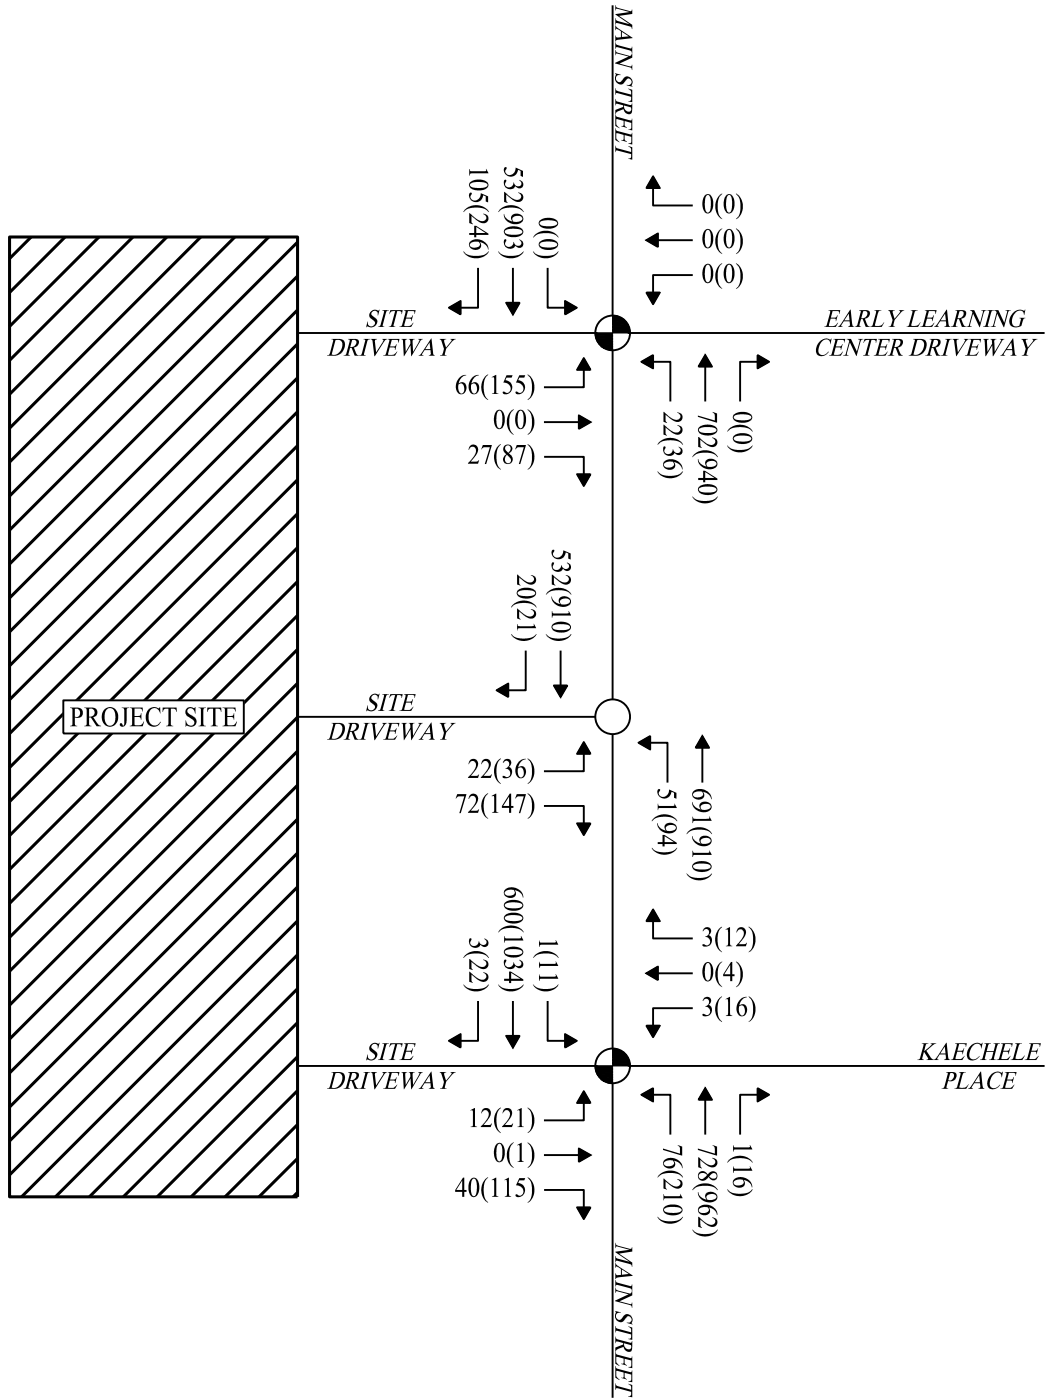 MAIN STREET
105(246)
532(903)
0(0)
0(0)
0(0)
0(0)
SITE
DRIVEWAY
EARLY LEARNING
CENTER DRIVEWAY
66(155)
0(0)
27(87)
22(36)
702(940)
0(0)
20(21)
532(910)
PROJECT SITE
SITE
DRIVEWAY
22(36)
72(147)
51(94)
691(910)
3(22)
600(1034)
1(11)
3(12)
0(4)
3(16)
SITE
DRIVEWAY
KAECHELE
PLACE
12(21)
0(1)
40(115)
76(210)
728(962)
1(16)
MAIN STREET